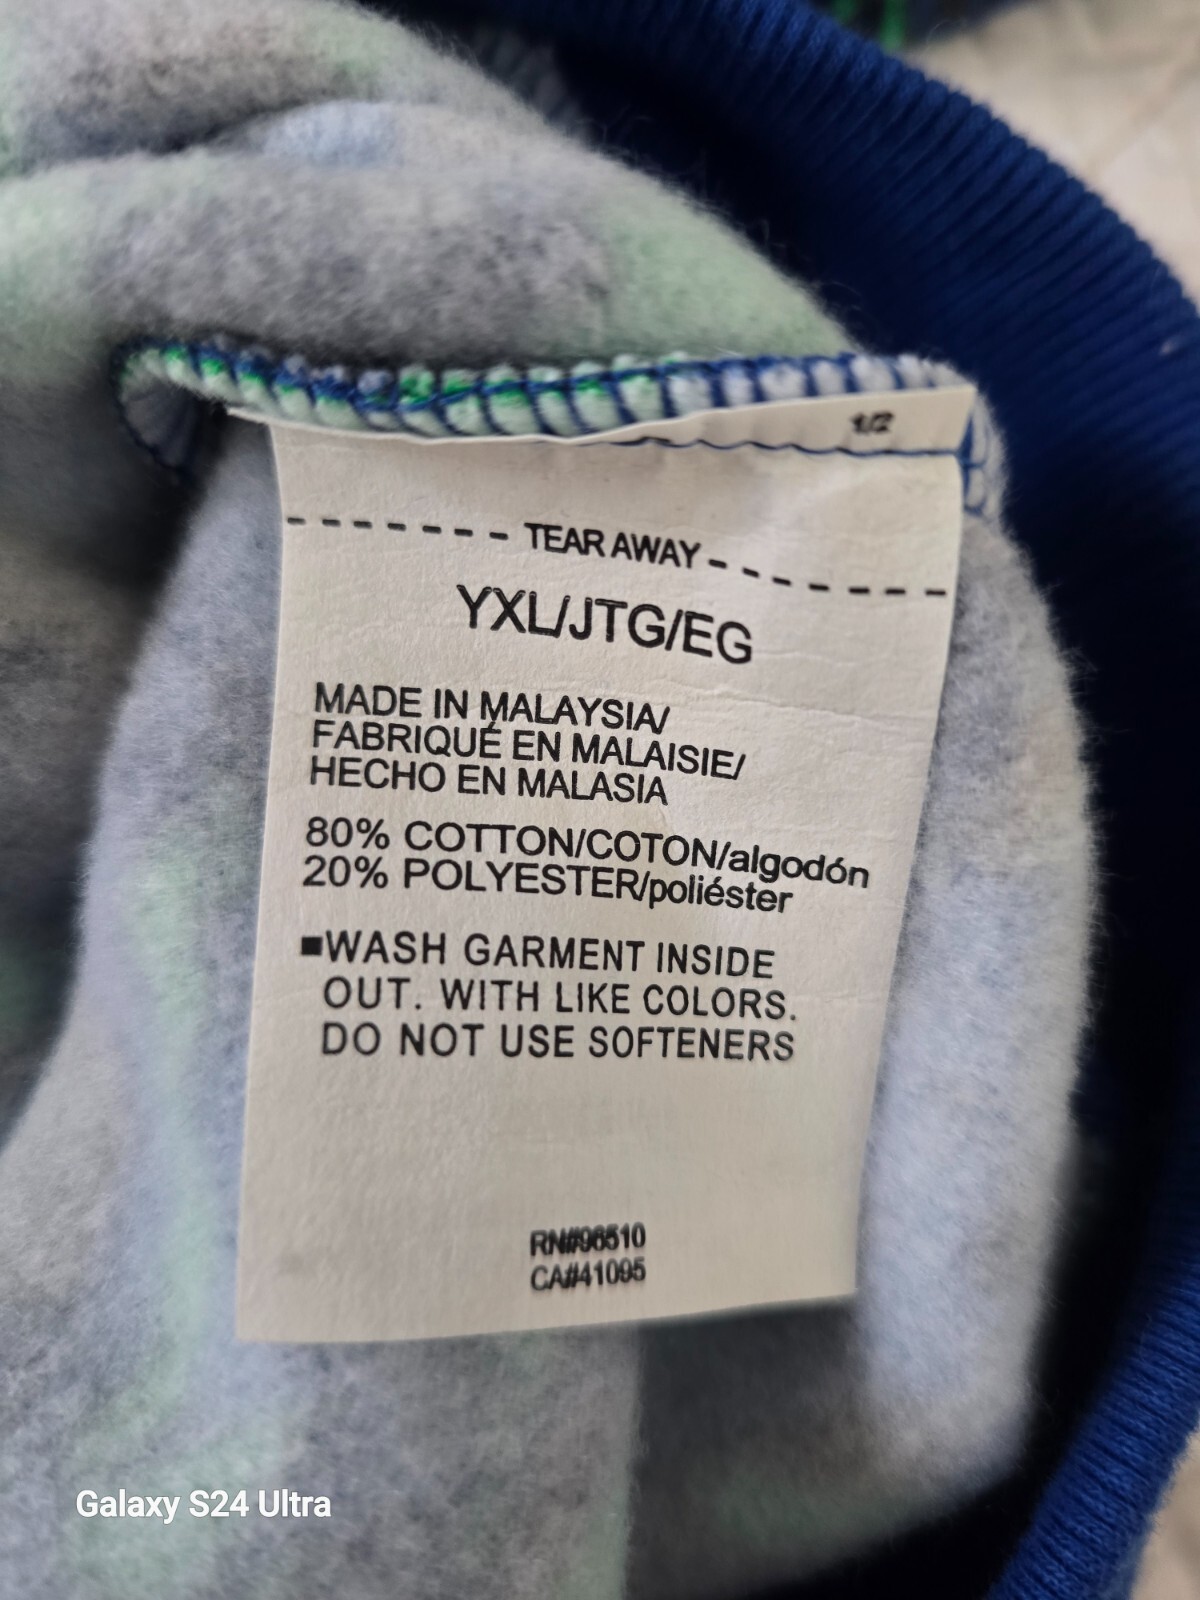 1/2
TEAR AWAY
YXL/JTG/EG
MADE IN MALAYSIA/
FABRIQUÉ EN MALAISIE/
HECHO EN MALASIA
80% COTTON/COTON/algodón
20% POLYESTER/poliéster
■WASH GARMENT INSIDE
OUT. WITH LIKE COLORS.
DO NOT USE SOFTENERS
RN#96510
CA#41095
Galaxy S24 Ultra